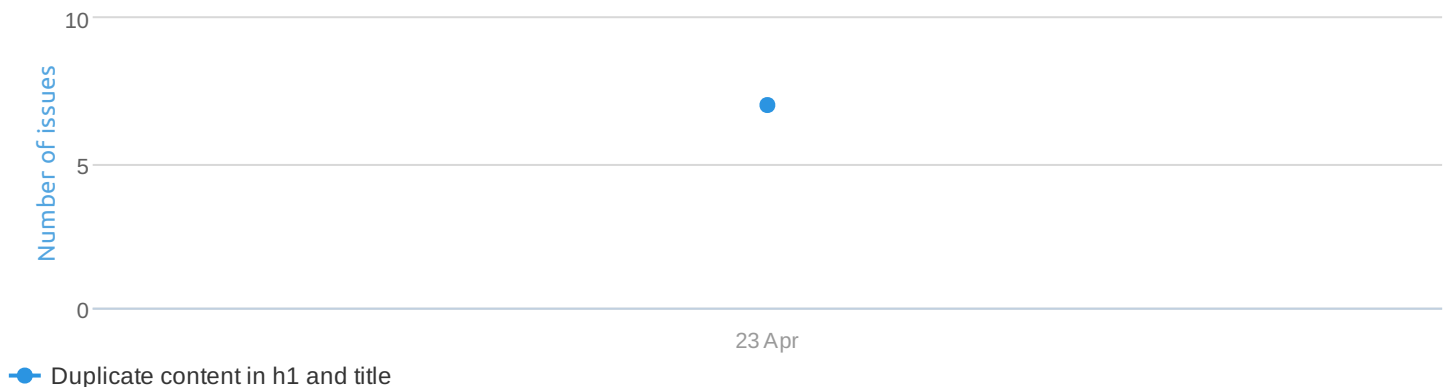 10
Number of issues
5
0
23 Apr
Duplicate content in h1 and title